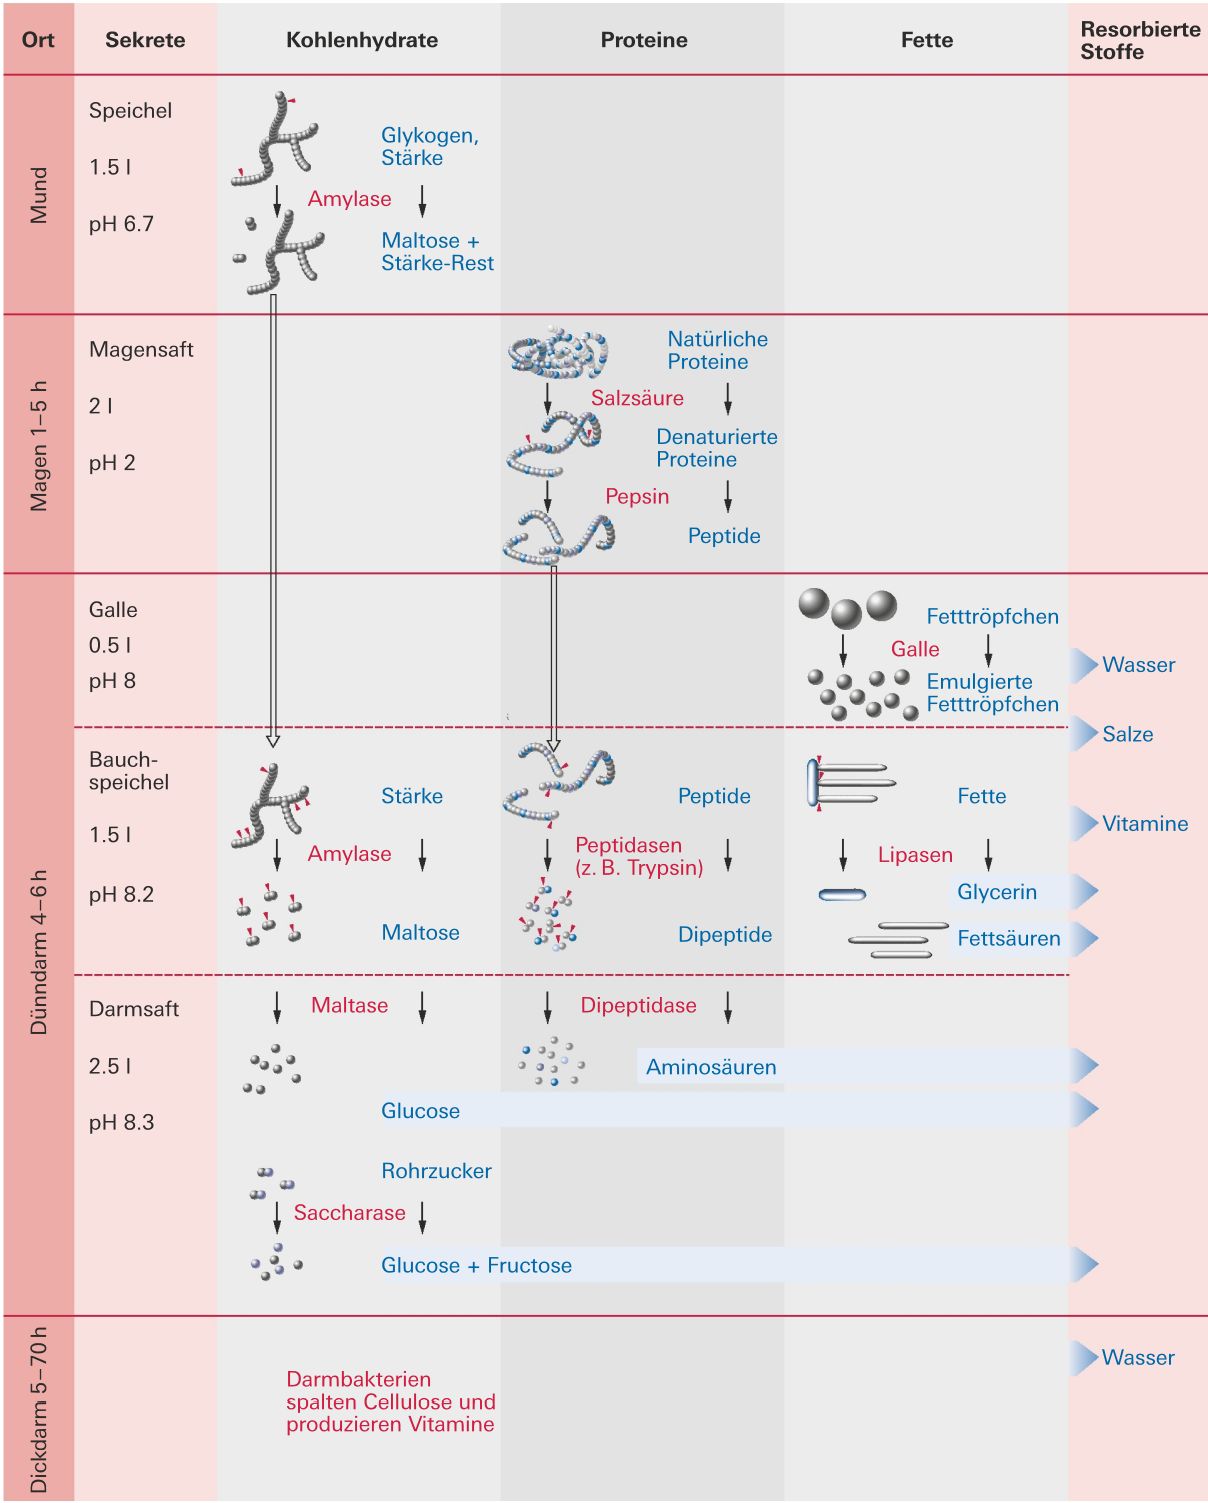 Ort
Sekrete
Kohlenhydrate
Proteine
Fette
Resorbierte
Stoffe
Mund
Speichel
1.5 l
pH 6.7
Glykogen,
Stärke
Amylase
Maltose +
Stärke-Rest
Magen 1–5 h
Magensaft
2 l
pH 2
Natürliche
Proteine
Salzsäure
Denaturierte
Proteine
Pepsin
Peptide
Dünndarm 4–6 h
Galle
0.5 l
pH 8
Fetttröpfchen
Galle
Emulgierte
Fetttröpfchen
Wasser
Salze
Vitamine
Bauch-
speichel
1.5 l
pH 8.2
Stärke
Amylase
Maltose
Peptide
Peptidasen
(z. B. Trypsin)
Dipeptide
Fette
Lipasen
Glycerin
Fettsäuren
Darmsaft
2.5 l
pH 8.3
Maltase
Dipeptidase
Aminosäuren
Glucose
Rohrzucker
Saccharase
Glucose + Fructose
Dickdarm 5–70 h
Darmbakterien
spalten Cellulose und
produzieren Vitamine
Wasser